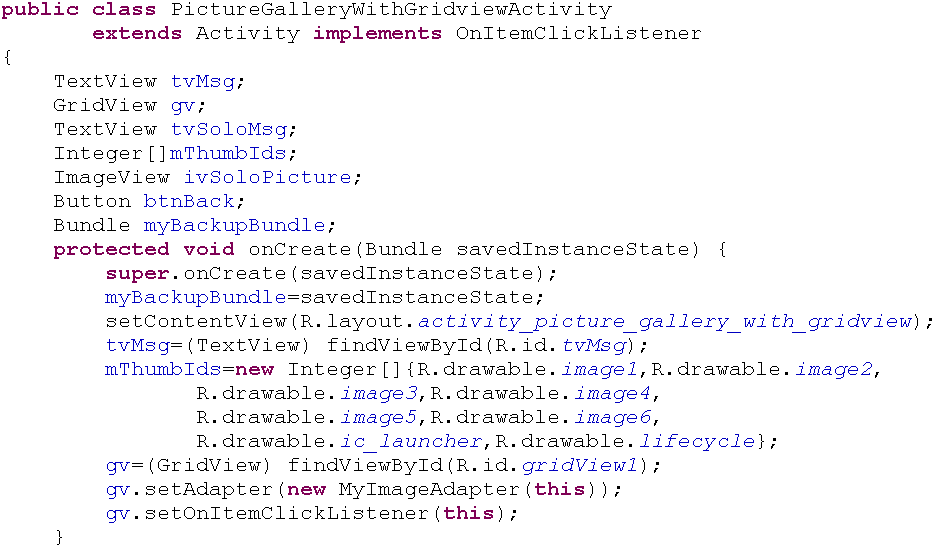 public class PictureGalleryWithGridviewActivity
       extends Activity implements OnItemClickListener
{
    TextView tvMsg;
    GridView gv;
    TextView tvSoloMsg;
    Integer[]mThumbIds;
    ImageView ivSoloPicture;
    Button btnBack;
    Bundle myBackupBundle;
    protected void onCreate(Bundle savedInstanceState) {
        super.onCreate(savedInstanceState);
        myBackupBundle=savedInstanceState;
        setContentView(R.layout.activity_picture_gallery_with_gridview);
        tvMsg=(TextView) findViewById(R.id.tvMsg);
        mThumbIds=new Integer[]{R.drawable.image1,R.drawable.image2,
               R.drawable.image3,R.drawable.image4,
               R.drawable.image5,R.drawable.image6,
               R.drawable.ic_launcher,R.drawable.lifecycle};
        gv=(GridView) findViewById(R.id.gridView1);
        gv.setAdapter(new MyImageAdapter(this));
        gv.setOnItemClickListener(this);
    }